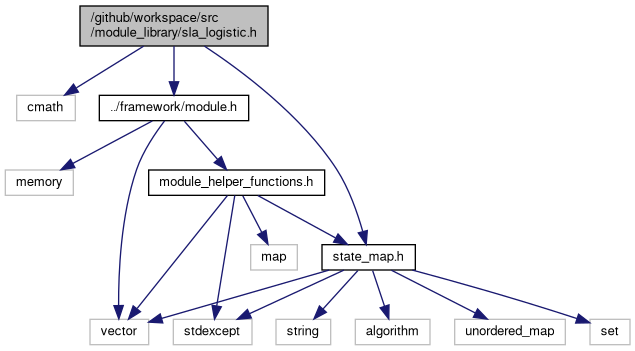 /github/workspace/src
/module_library/sla_logistic.h
cmath
../framework/module.h
memory
module_helper_functions.h
map
state_map.h
vector
stdexcept
string
algorithm
unordered_map
set